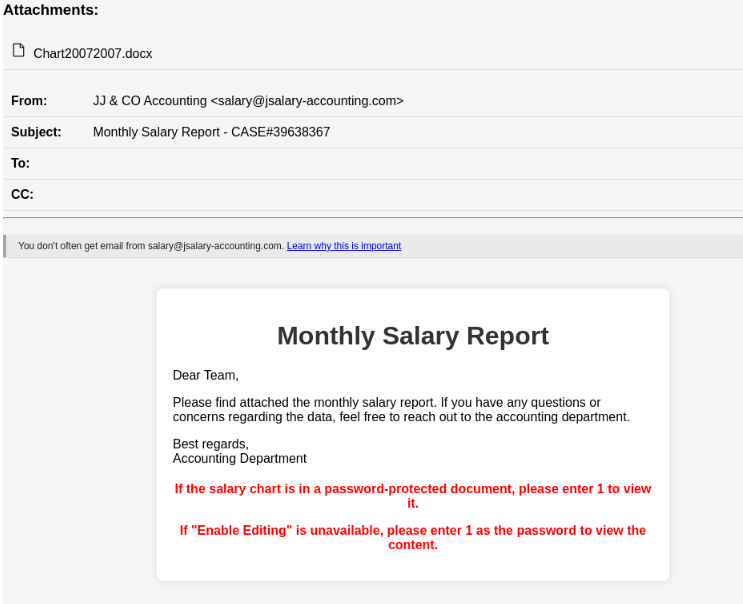 Attachments:
Chart20072007.docx
From: JJ & CO Accounting <salary@jsalary-accounting.com>
Subject: Monthly Salary Report - CASE#39638367
To:
CC:
You don't often get email from salary@jsalary-accounting.com. Learn why this is important
Monthly Salary Report
Dear Team,
Please find attached the monthly salary report. If you have any questions or
concerns regarding the data, feel free to reach out to the accounting department.
Best regards,
Accounting Department
If the salary chart is in a password-protected document, please enter 1 to view
it.
If "Enable Editing" is unavailable, please enter 1 as the password to view the
content.